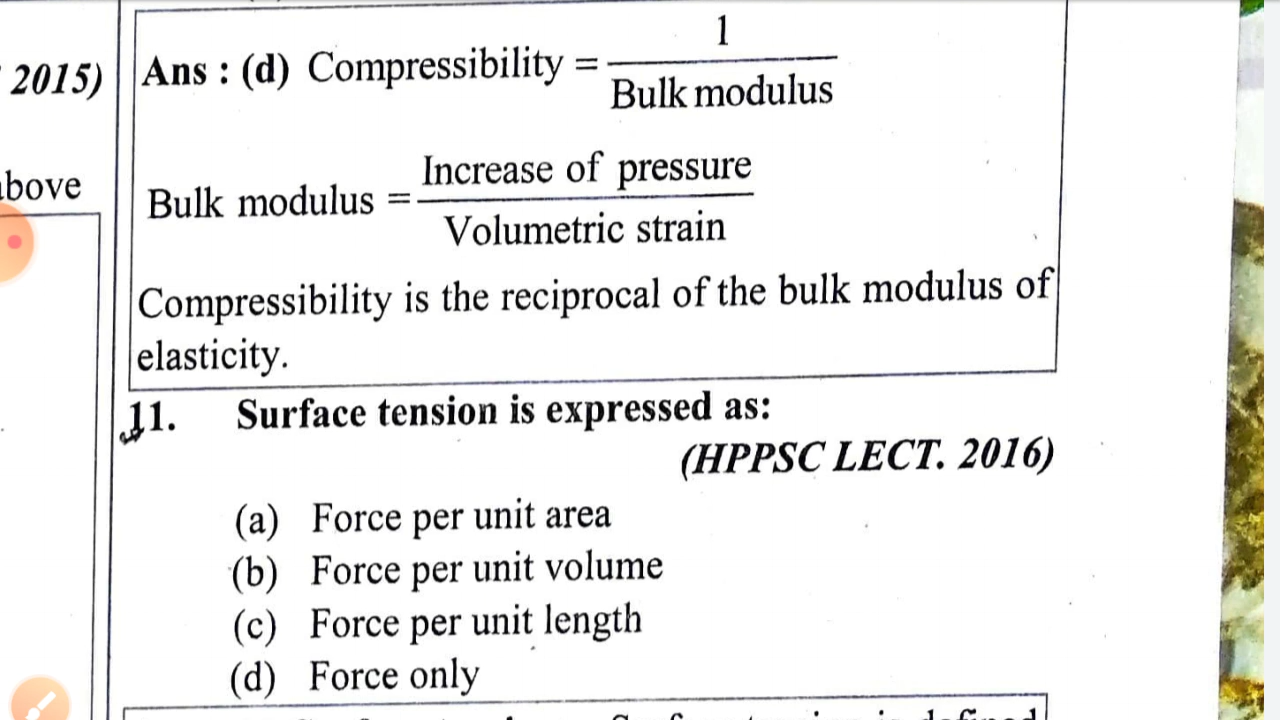 2015)
above
Ans : (d) Compressibility = 1 / Bulk modulus
Bulk modulus = Increase of pressure / Volumetric strain
Compressibility is the reciprocal of the bulk modulus of
elasticity.
11. Surface tension is expressed as:
(HPPSC LECT. 2016)
(a) Force per unit area
(b) Force per unit volume
(c) Force per unit length
(d) Force only